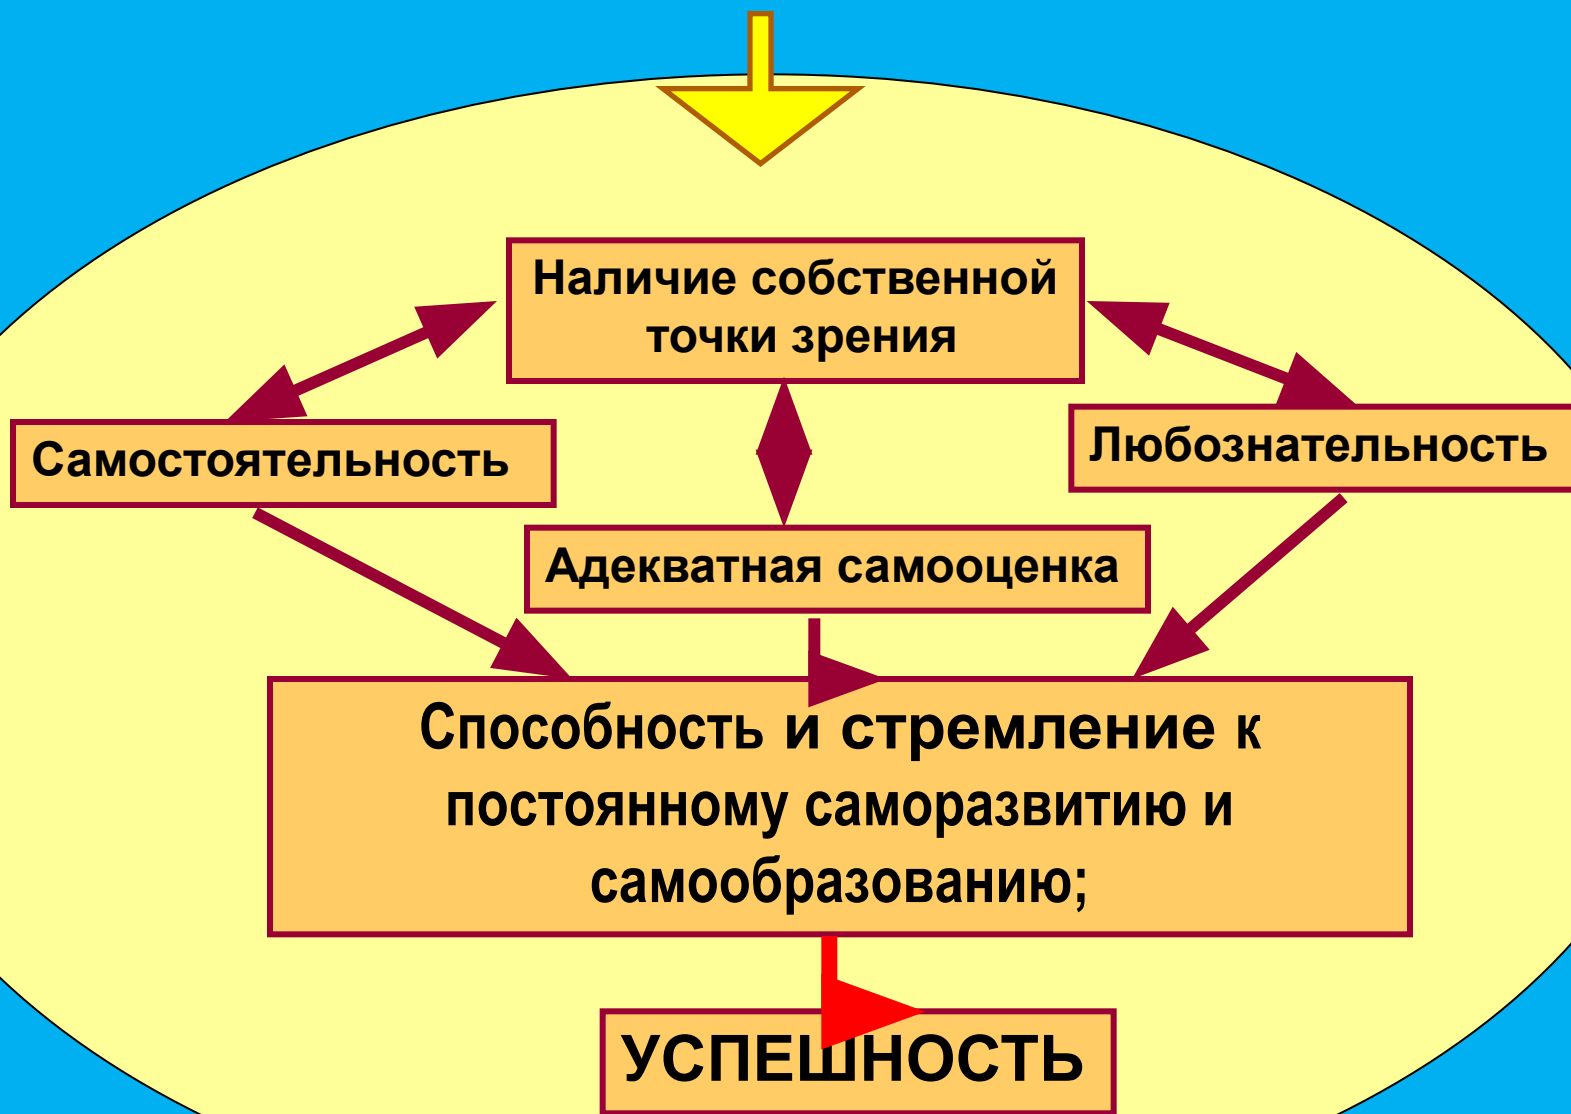 Наличие собственной
точки зрения
Самостоятельность
Любознательность
Адекватная самооценка
Способность и стремление к
постоянному саморазвитию и
самообразованию;
УСПЕШНОСТЬ